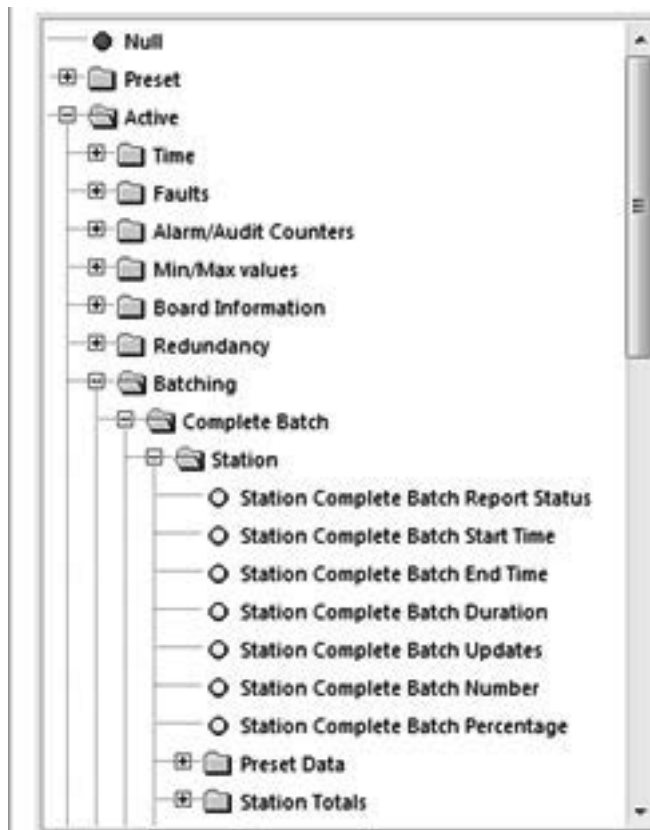 Null
Preset
Active
Time
Faults
Alarm/Audit Counters
Min/Max values
Board Information
Redundancy
Batching
Complete Batch
Station
Station Complete Batch Report Status
Station Complete Batch Start Time
Station Complete Batch End Time
Station Complete Batch Duration
Station Complete Batch Updates
Station Complete Batch Number
Station Complete Batch Percentage
Preset Data
Station Totals